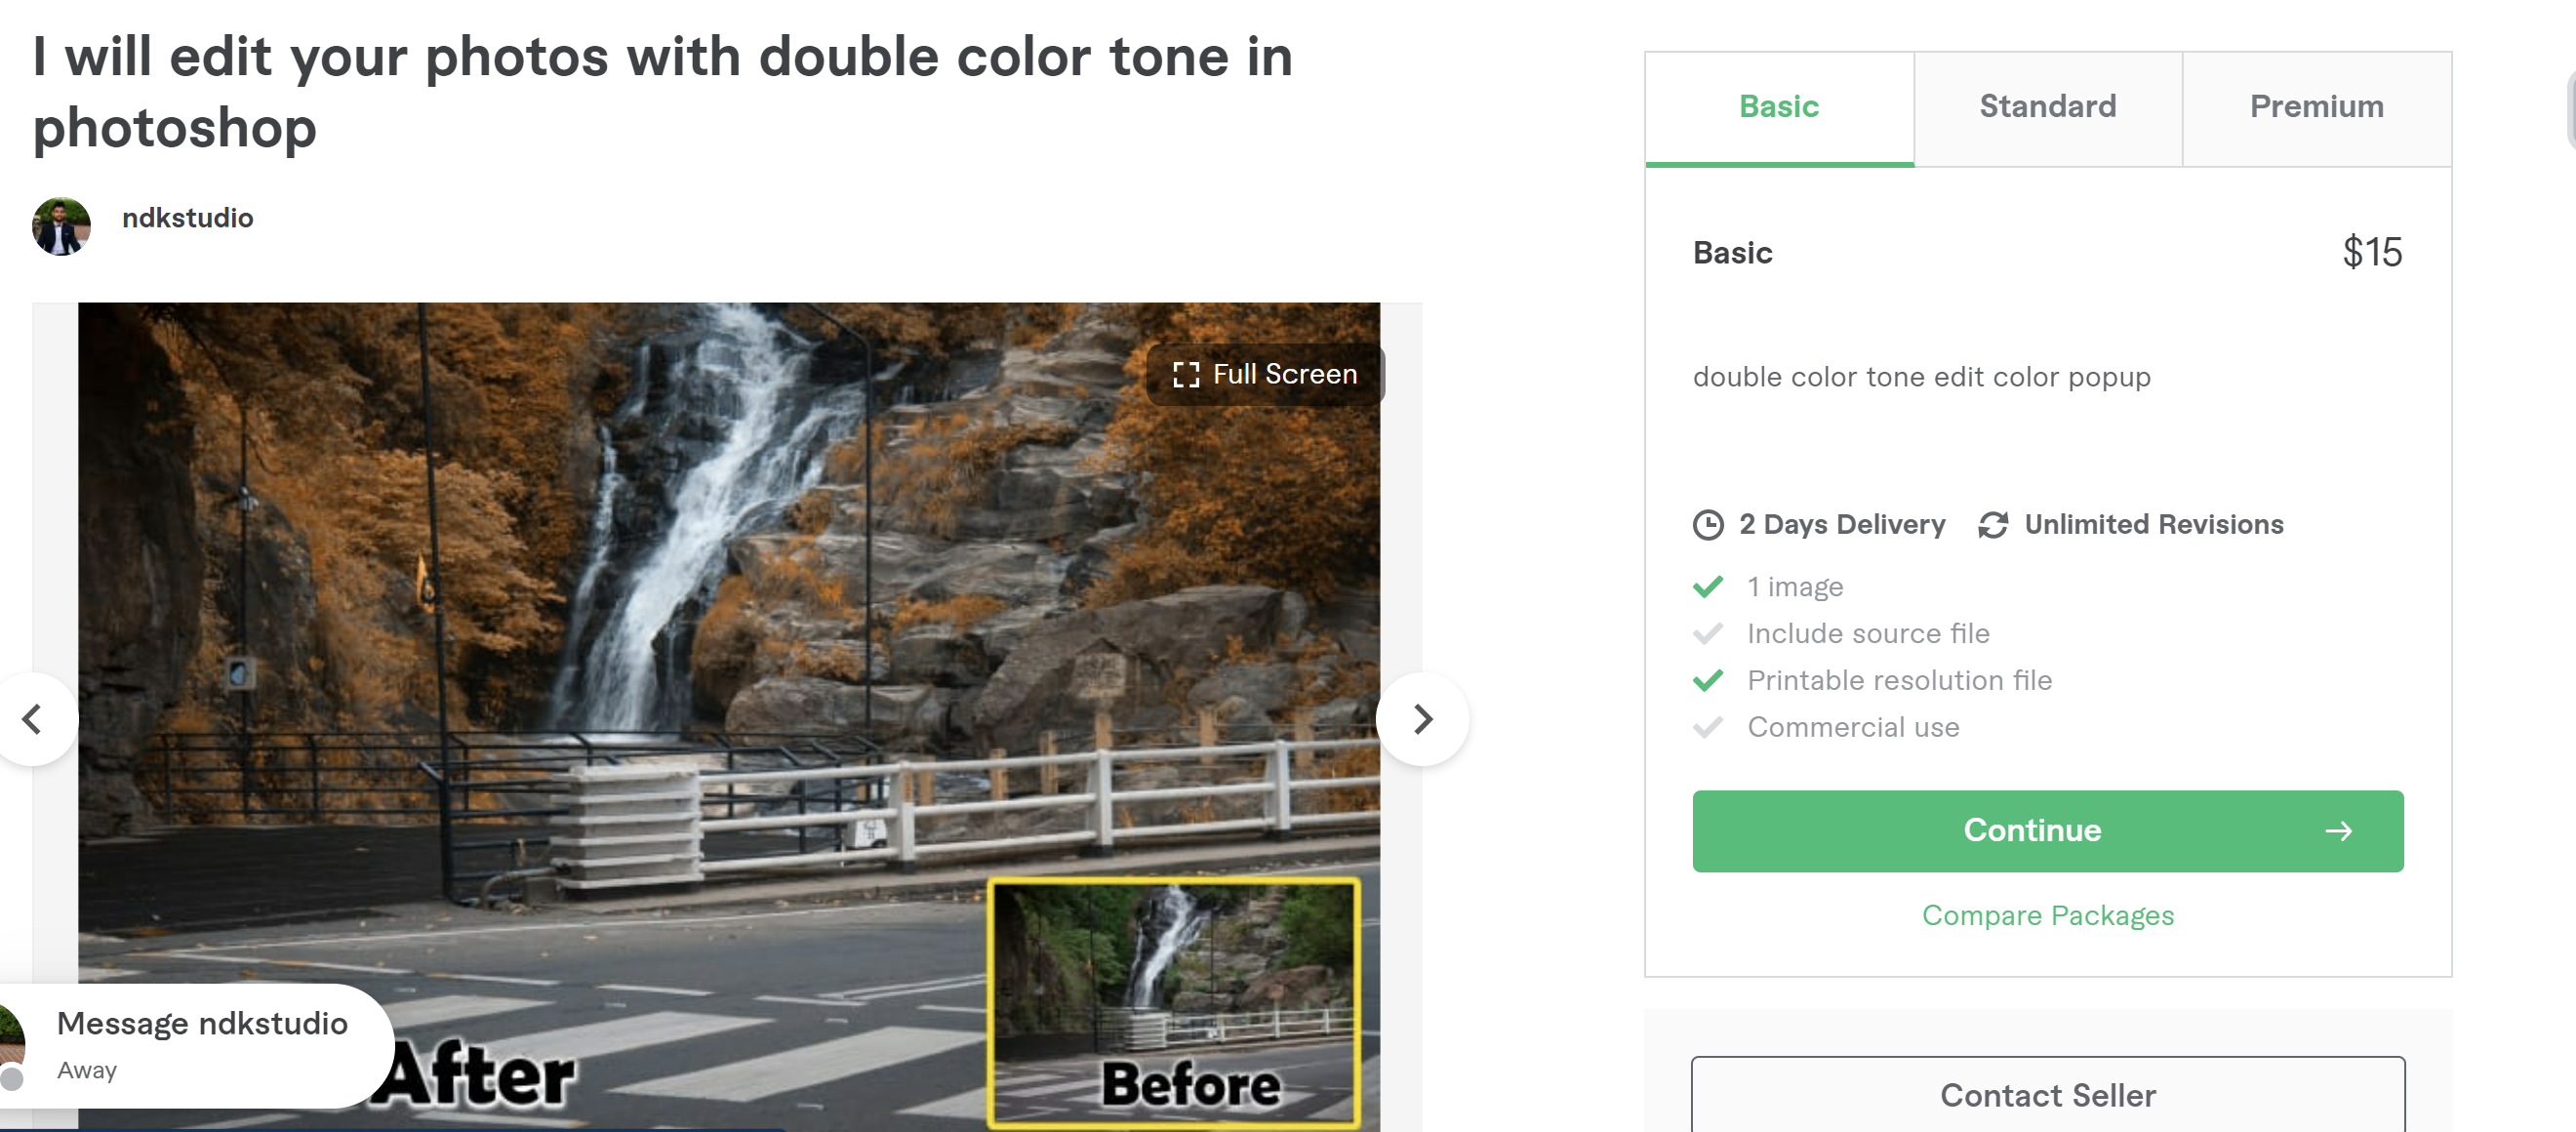 I will edit your photos with double color tone in
photoshop
ndkstudio
Full Screen
After
Before
Message ndkstudio
Away
Basic
Standard
Premium
Basic
$15
double color tone edit color popup
2 Days Delivery
Unlimited Revisions
1 image
Include source file
Printable resolution file
Commercial use
Continue
Compare Packages
Contact Seller